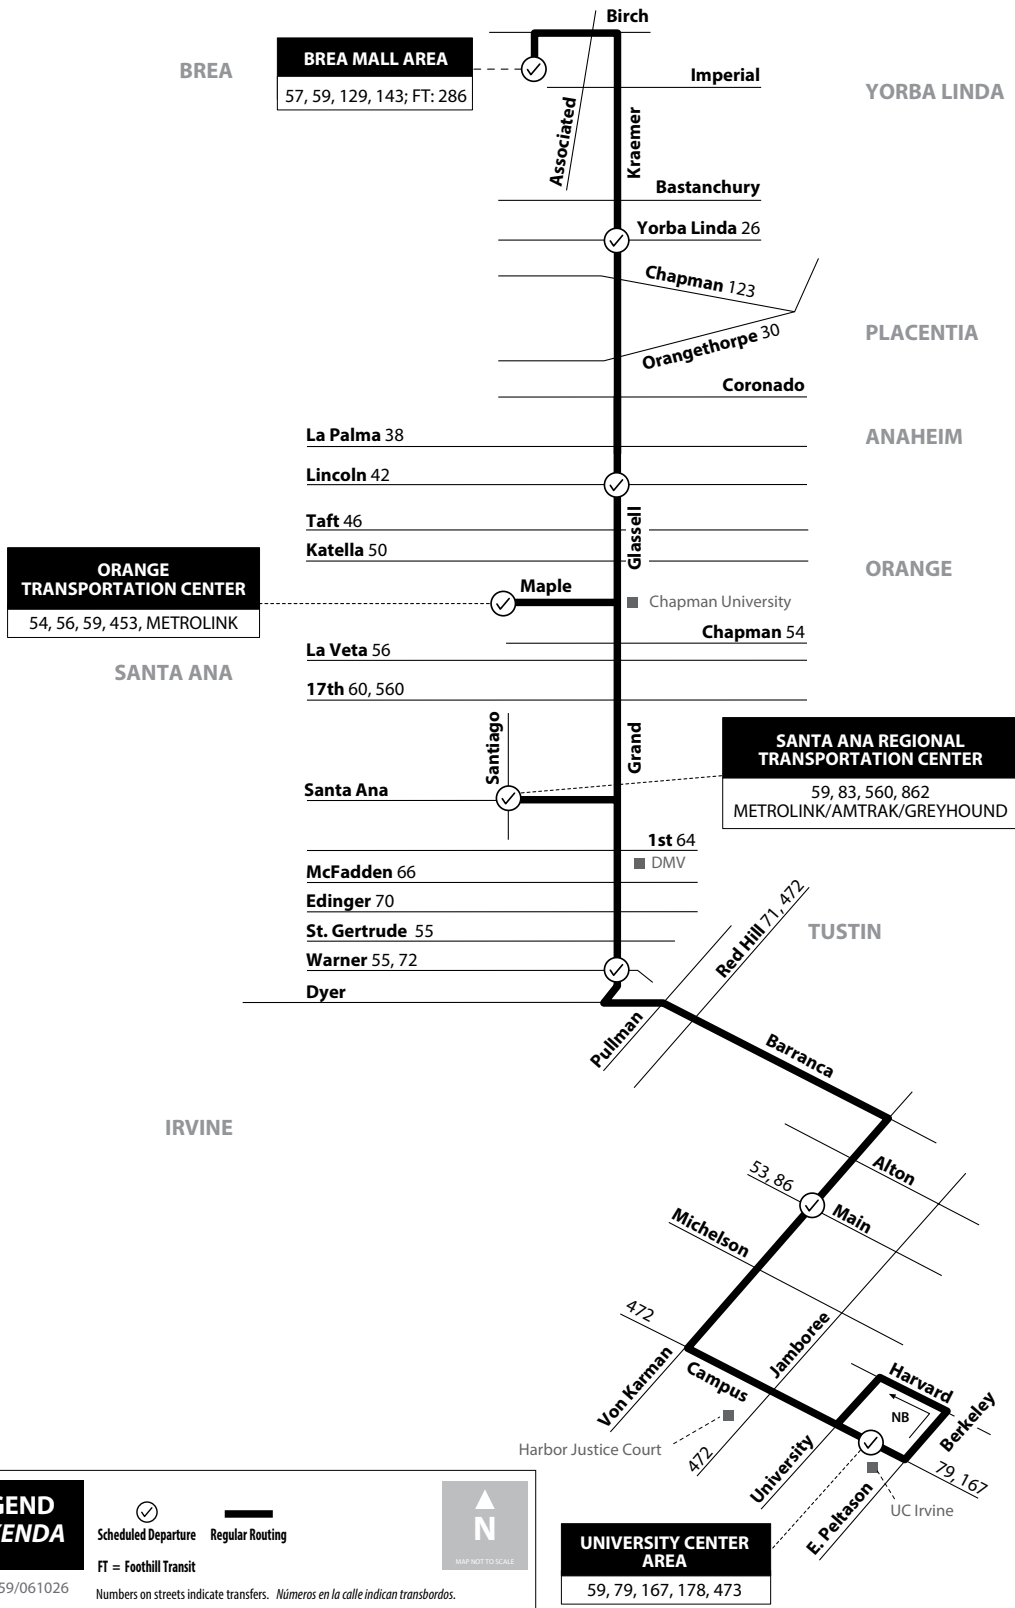 Birch
BREA
BREA MALL AREA
57, 59, 129, 143; FT: 286
Imperial
YORBA LINDA
Associated
Kraemer
Bastanchury
Yorba Linda 26
Chapman 123
Orangethorpe 30
PLACENTIA
Coronado
La Palma 38
ANAHEIM
Lincoln 42
Taft 46
Glassell
Katella 50
ORANGE
ORANGE
TRANSPORTATION CENTER
54, 56, 59, 453, METROLINK
Maple
Chapman University
Chapman 54
La Veta 56
SANTA ANA
17th 60, 560
Santiago
Grand
SANTA ANA REGIONAL
TRANSPORTATION CENTER
59, 83, 560, 862
METROLINK/AMTRAK/GREYHOUND
Santa Ana
1st 64
DMV
McFadden 66
Edinger 70
St. Gertrude 55
Red Hill 71, 472
TUSTIN
Warner 55, 72
Dyer
Pullman
Barranca
IRVINE
Alton
53, 86
Main
Michelson
472
Von Karman
Campus
Jamboree
Harvard
NB
Berkeley
Harbor Justice Court
472
University
79, 167
E. Peltason
UC Irvine
UNIVERSITY CENTER
AREA
59, 79, 167, 178, 473
GEND
ENDA
Scheduled Departure Regular Routing
FT = Foothill Transit
Numbers on streets indicate transfers. Números en la calle indican transbordos.
N
MAP NOT TO SCALE
59/061026